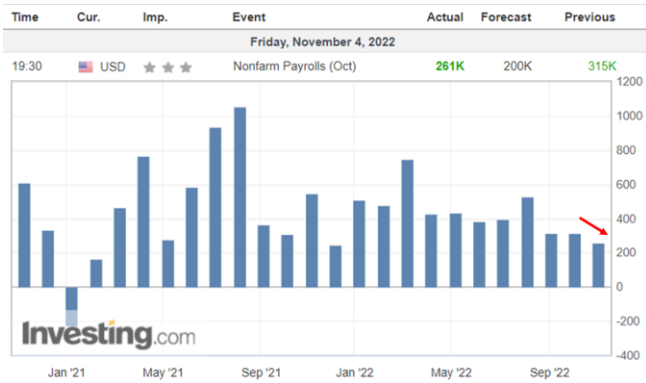 Time Cur. Imp. Event Actual Forecast Previous
Friday, November 4, 2022
19:30 USD Nonfarm Payrolls (Oct) 261K 200K 315K
1200
1000
800
600
400
200
0
-200
-400
Investing.com
Jan '21 May '21 Sep '21 Jan '22 May '22 Sep '22